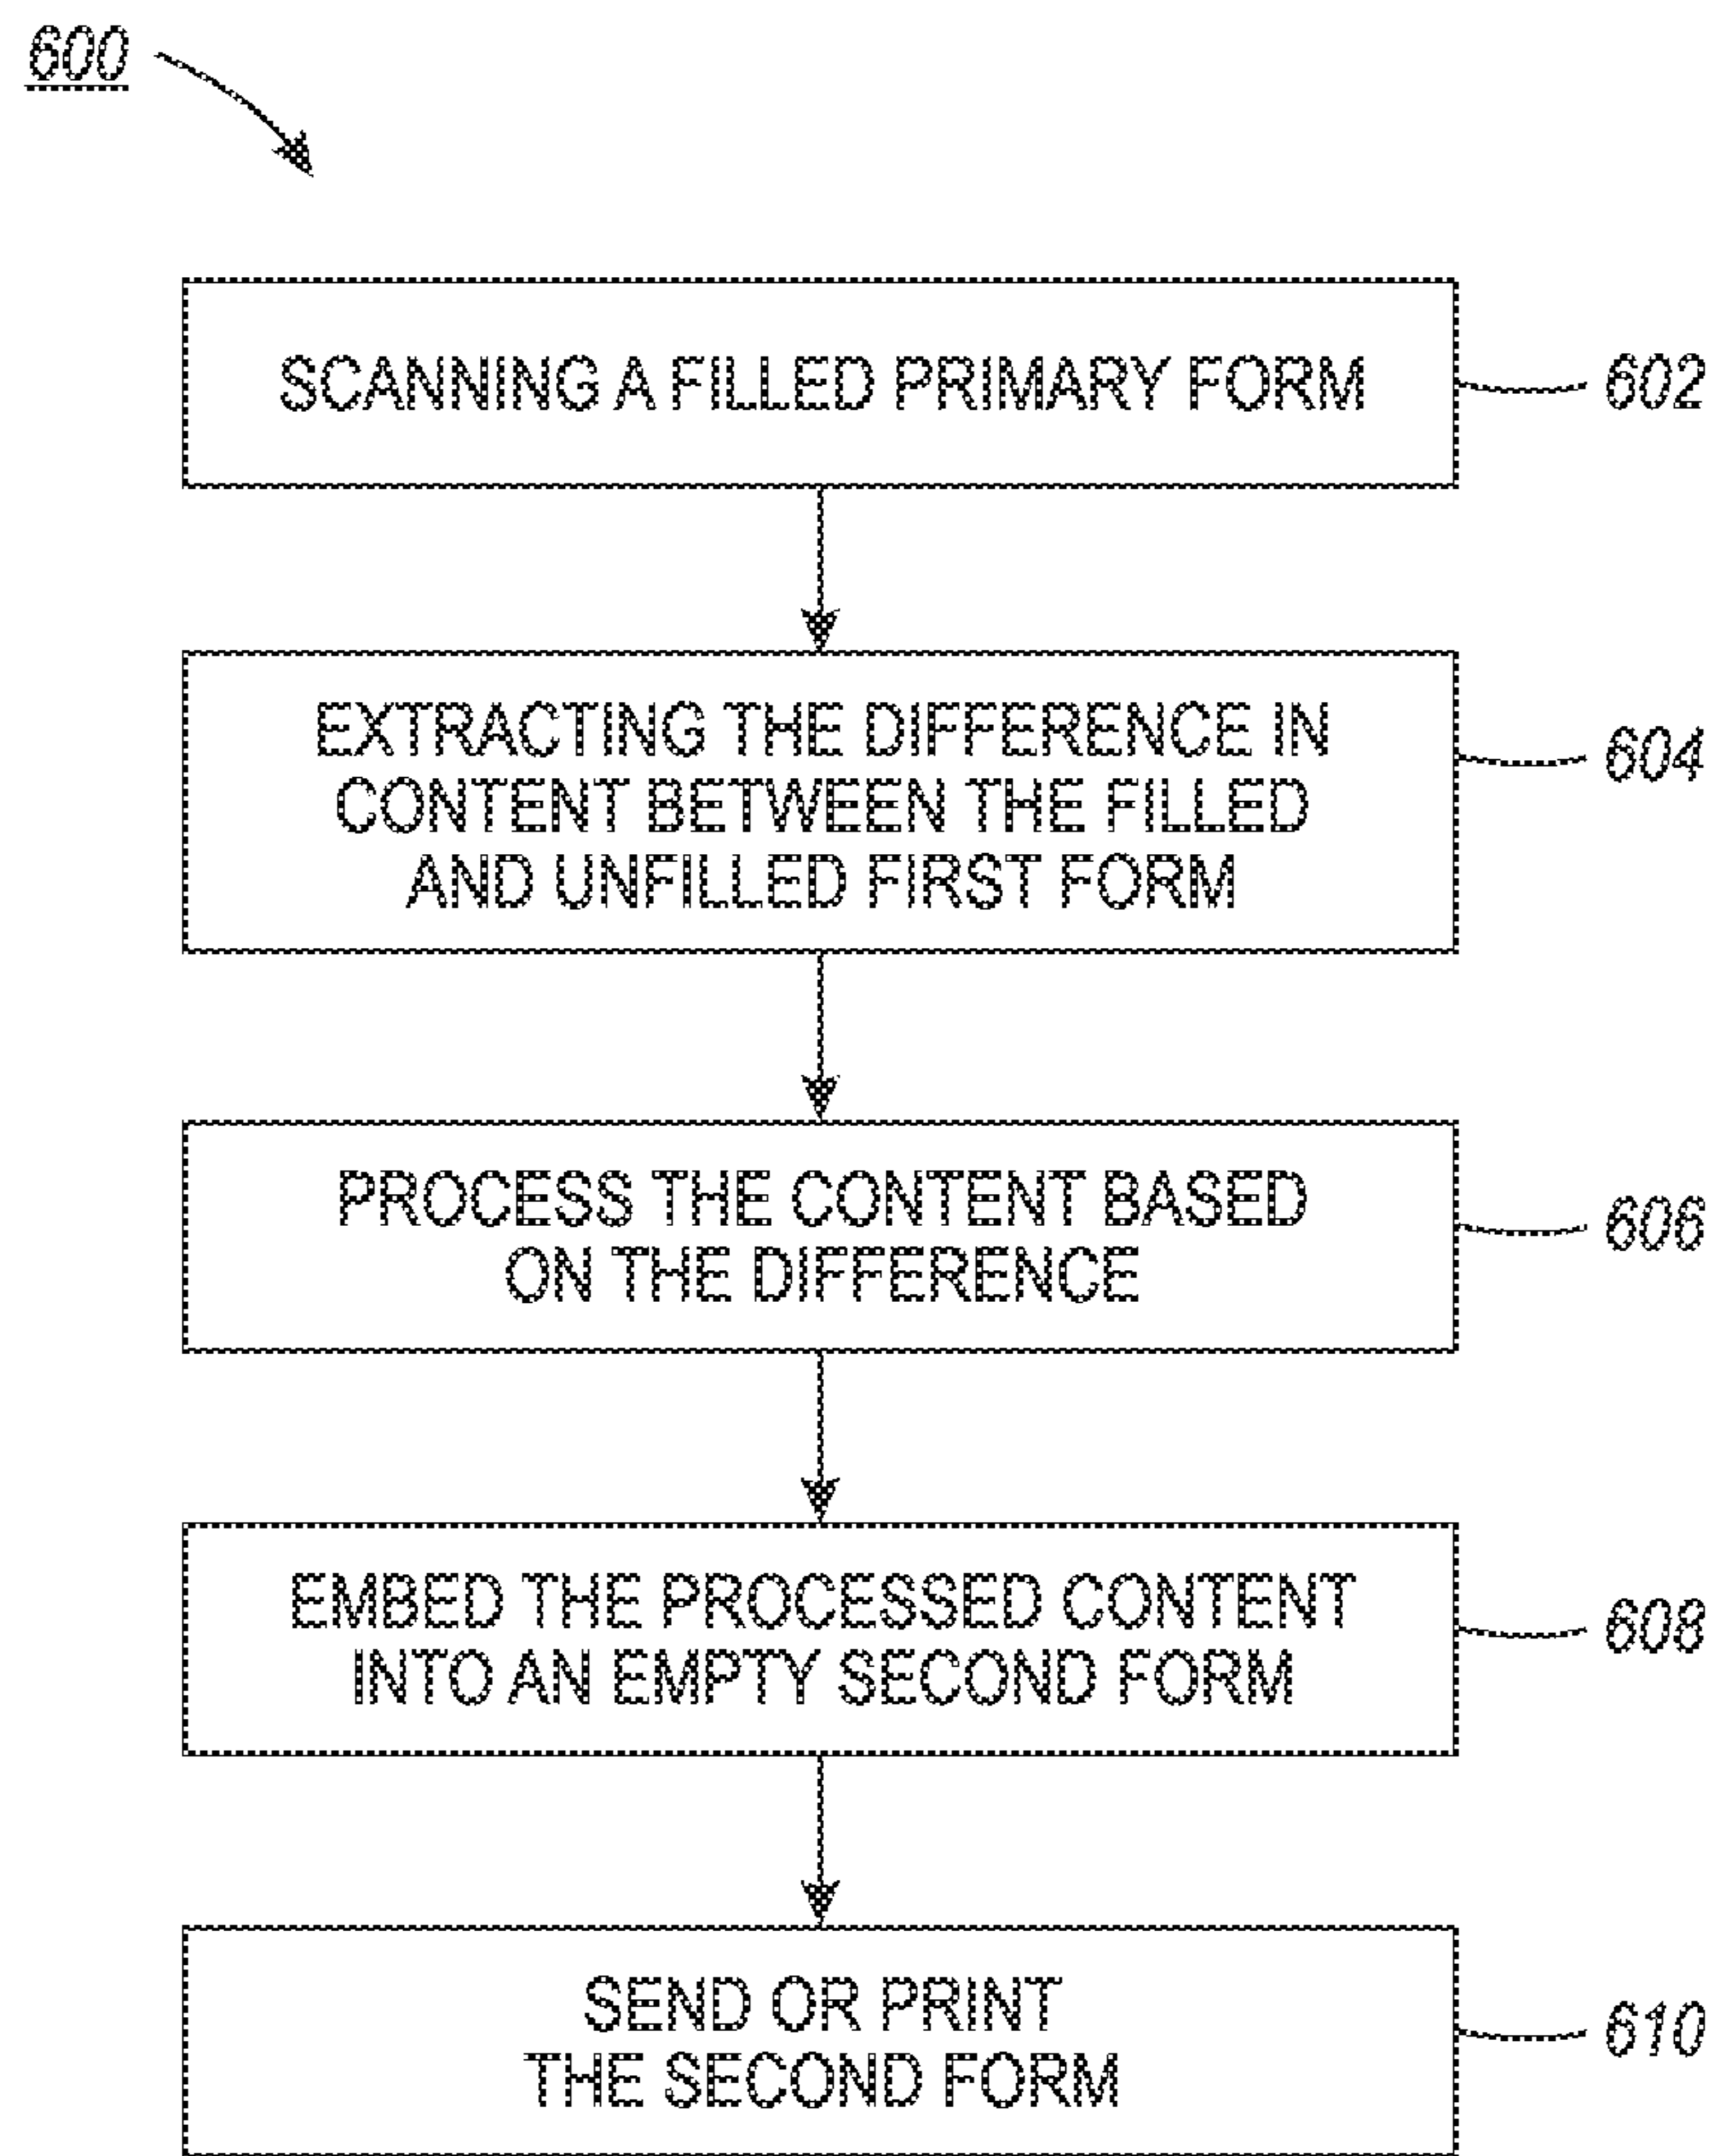 600
SCANNING A FILLED PRIMARY FORM
602
EXTRACTING THE DIFFERENCE IN
CONTENT BETWEEN THE FILLED
AND UNFILLED FIRST FORM
604
PROCESS THE CONTENT BASED
ON THE DIFFERENCE
606
EMBED THE PROCESSED CONTENT
INTO AN EMPTY SECOND FORM
608
SEND OR PRINT
THE SECOND FORM
610